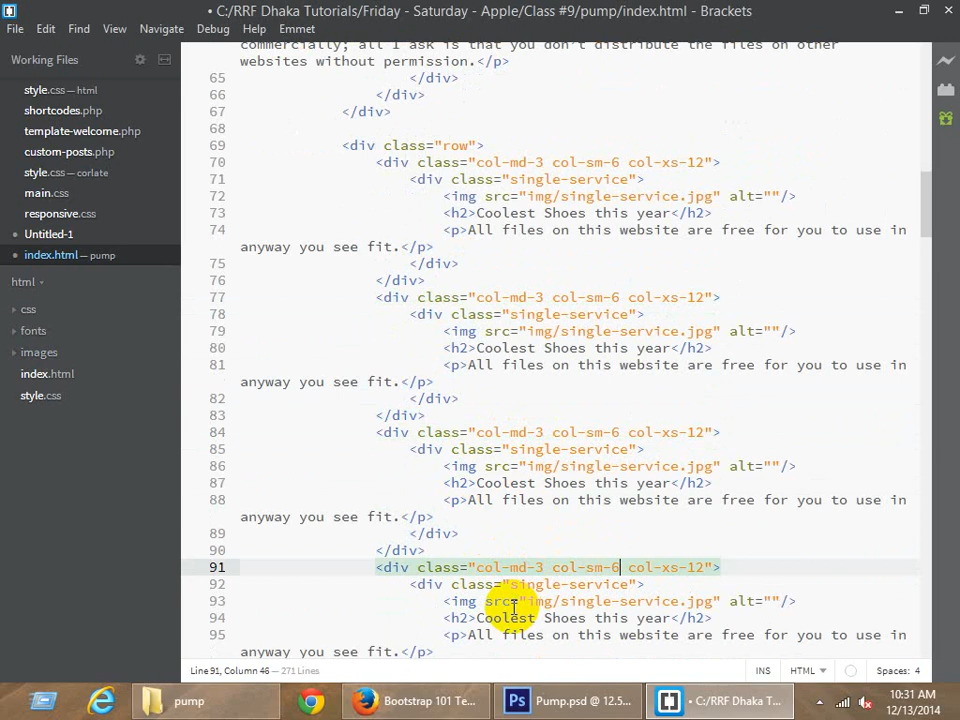 • C:/RRF Dhaka Tutorials/Friday - Saturday - Apple/Class #9/pump/index.html - Brackets
File Edit Find View Navigate Debug Help Emmet
Working Files
style.css — html
shortcodes.php
template-welcome.php
custom-posts.php
style.css — corlate
main.css
responsive.css
• Untitled-1
• index.html — pump
html
css
fonts
images
index.html
style.css
commercially; all I ask is that you don't distribute the files on other
websites without permission.</p>
65 </div>
66 </div>
67 </div>
68
69 <div class="row">
70 <div class="col-md-3 col-sm-6 col-xs-12">
71 <div class="single-service">
72 <img src="img/single-service.jpg" alt=""/>
73 <h2>Coolest Shoes this year</h2>
74 <p>All files on this website are free for you to use in
anyway you see fit.</p>
75 </div>
76 </div>
77 <div class="col-md-3 col-sm-6 col-xs-12">
78 <div class="single-service">
79 <img src="img/single-service.jpg" alt=""/>
80 <h2>Coolest Shoes this year</h2>
81 <p>All files on this website are free for you to use in
anyway you see fit.</p>
82 </div>
83 </div>
84 <div class="col-md-3 col-sm-6 col-xs-12">
85 <div class="single-service">
86 <img src="img/single-service.jpg" alt=""/>
87 <h2>Coolest Shoes this year</h2>
88 <p>All files on this website are free for you to use in
anyway you see fit.</p>
89 </div>
90 </div>
91 <div class="col-md-3 col-sm-6 col-xs-12">
92 <div class="single-service">
93 <img src="img/single-service.jpg" alt=""/>
94 <h2>Coolest Shoes this year</h2>
95 <p>All files on this website are free for you to use in
anyway you see fit.</p>
Line 91, Column 46 — 271 Lines
INS HTML Spaces: 4
pump
Bootstrap 101 Te...
Ps Pump.psd @ 12.5...
• C:/RRF Dhaka T...
10:31 AM
12/13/2014